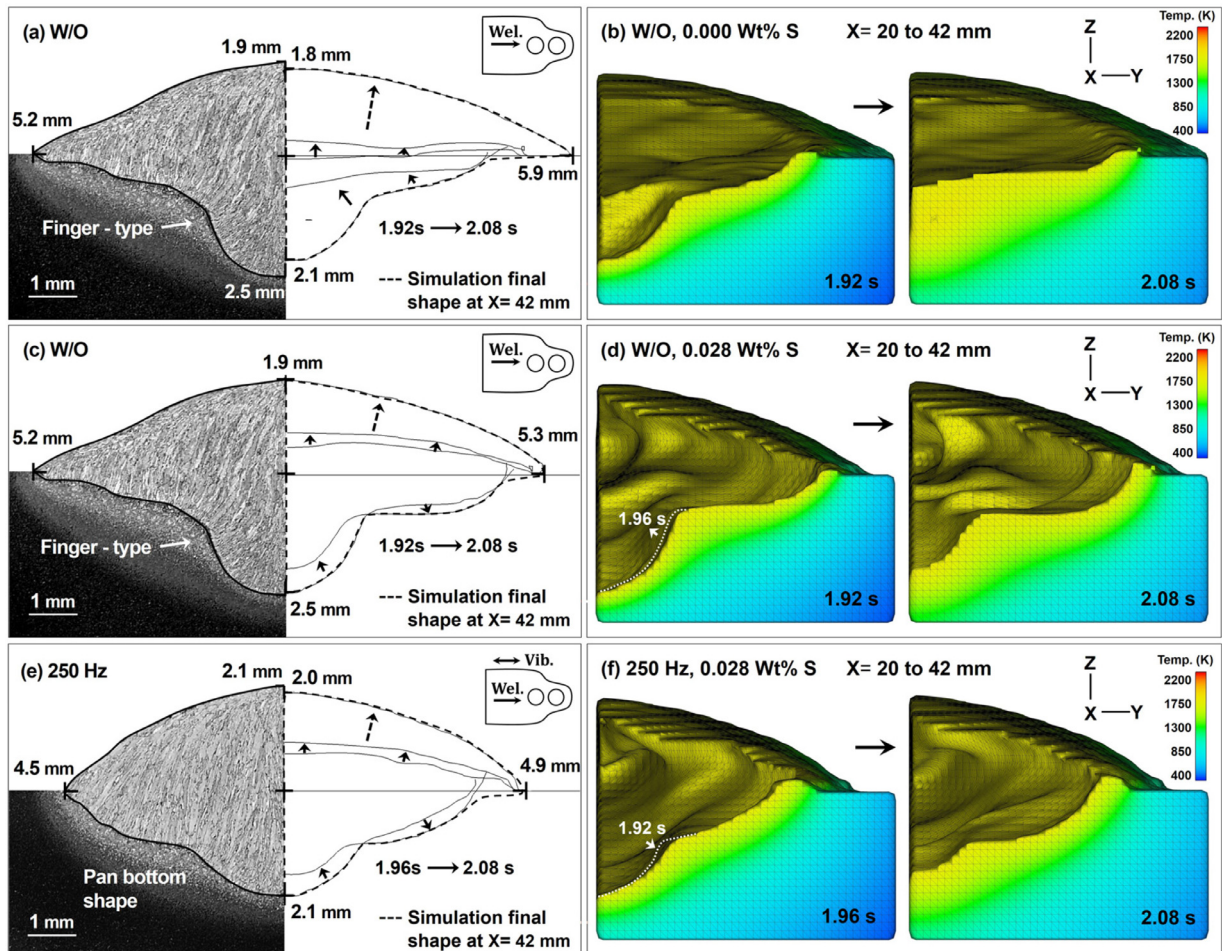 (a) W/O
1.9 mm
1.8 mm
Wel.
5.2 mm
5.9 mm
Finger - type
1.92s → 2.08 s
2.1 mm
2.5 mm
1 mm
--- Simulation final
shape at X= 42 mm
(b) W/O, 0.000 Wt% S
X= 20 to 42 mm
Z
X
Y
Temp. (K)
2200
1750
1300
850
400
1.92 s
2.08 s
(c) W/O
1.9 mm
Wel.
5.2 mm
5.3 mm
Finger - type
1.92s → 2.08 s
1 mm
2.5 mm
--- Simulation final
shape at X= 42 mm
(d) W/O, 0.028 Wt% S
X= 20 to 42 mm
Z
X
Y
Temp. (K)
2200
1750
1300
850
400
1.96 s
1.92 s
2.08 s
(e) 250 Hz
2.1 mm
2.0 mm
Vib.
Wel.
4.5 mm
4.9 mm
Pan bottom
shape
1.96s → 2.08 s
1 mm
2.1 mm
--- Simulation final
shape at X= 42 mm
(f) 250 Hz, 0.028 Wt% S
X= 20 to 42 mm
Z
X
Y
Temp. (K)
2200
1750
1300
850
400
1.92 s
1.96 s
2.08 s